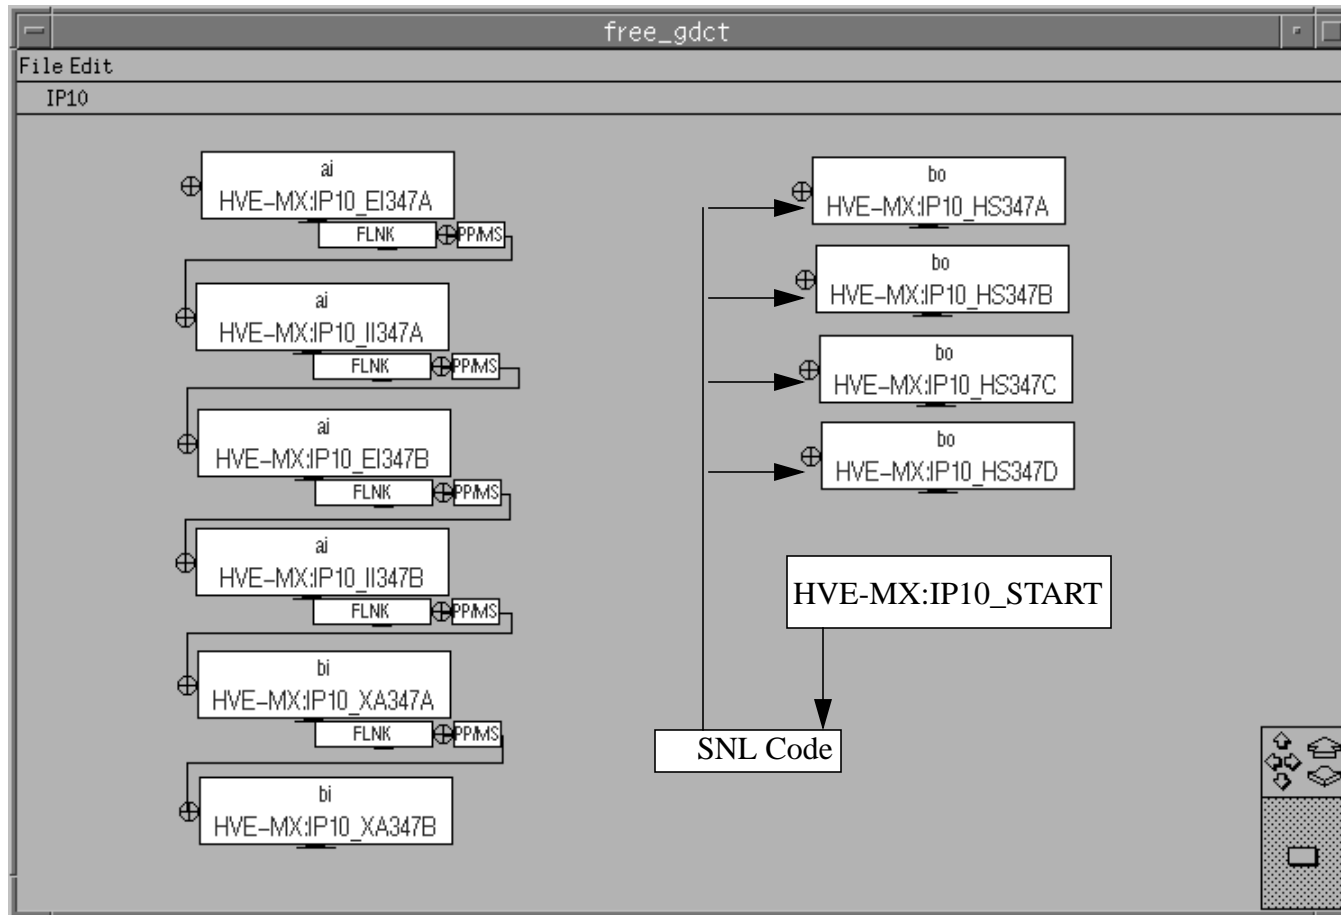 free_gdct
File Edit
IP10
ai
HVE-MX:IP10_EI347A
FLNK PP/MS
ai
HVE-MX:IP10_II347A
FLNK PP/MS
ai
HVE-MX:IP10_EI347B
FLNK PP/MS
ai
HVE-MX:IP10_II347B
FLNK PP/MS
bi
HVE-MX:IP10_XA347A
FLNK PP/MS
bi
HVE-MX:IP10_XA347B
bo
HVE-MX:IP10_HS347A
bo
HVE-MX:IP10_HS347B
bo
HVE-MX:IP10_HS347C
bo
HVE-MX:IP10_HS347D
HVE-MX:IP10_START
SNL Code